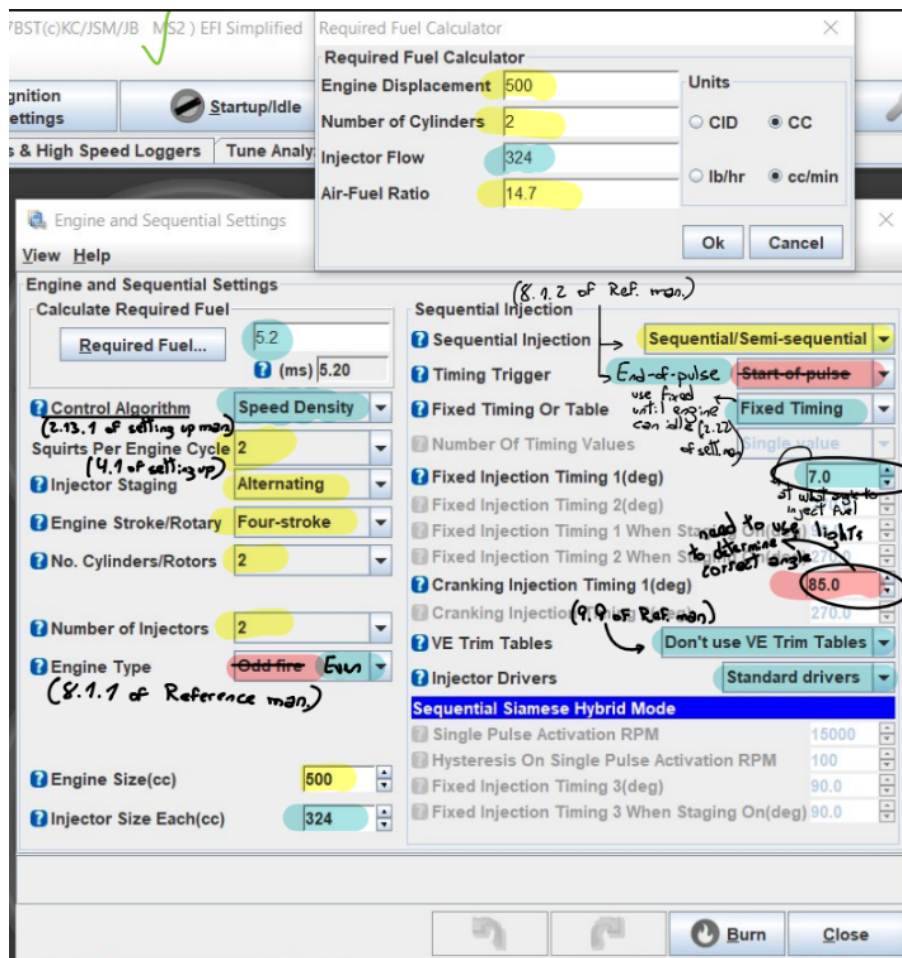 7BST(c)KC/JSM/JB MS2 ) EFI Simplified
Required Fuel Calculator
Required Fuel Calculator
Engine Displacement 500
Units
Number of Cylinders 2
CID CC
Injector Flow 324
lb/hr cc/min
Air-Fuel Ratio 14.7
Ok Cancel
gnition
ettings
Startup/Idle
s & High Speed Loggers Tune Analy
Engine and Sequential Settings
View Help
Engine and Sequential Settings
Calculate Required Fuel
Required Fuel... 5.2
(ms) 5.20
Control Algorithm Speed Density
(2.13.1 of setting up man)
Squirts Per Engine Cycle 2
(4.1 of setting up)
Injector Staging Alternating
Engine Stroke/Rotary Four-stroke
No. Cylinders/Rotors 2
Number of Injectors 2
Engine Type Odd fire Even
(8.1.1 of Reference man.)
Engine Size(cc) 500
Injector Size Each(cc) 324
(8.1.2 of Ref. man.)
Sequential Injection
Sequential Injection Sequential/Semi-sequential
Timing Trigger End-of-pulse Start-of-pulse
Fixed Timing Or Table Fixed Timing
use fixed
until engine
can idle (2.22
of set. man)
Number Of Timing Values Single value
Fixed Injection Timing 1(deg) 7.0
at what angle to
inject fuel
Fixed Injection Timing 2(deg)
Fixed Injection Timing 1 When Staging On(deg)
Fixed Injection Timing 2 When Staging On(deg) 270.0
need to use lights
to determine
correct angle
Cranking Injection Timing 1(deg) 85.0
Cranking Injection Timing 2(deg) 270.0
(9.9 of Ref. man)
VE Trim Tables Don't use VE Trim Tables
Injector Drivers Standard drivers
Sequential Siamese Hybrid Mode
Single Pulse Activation RPM 15000
Hysteresis On Single Pulse Activation RPM 100
Fixed Injection Timing 3(deg) 90.0
Fixed Injection Timing 3 When Staging On(deg) 90.0
Burn Close